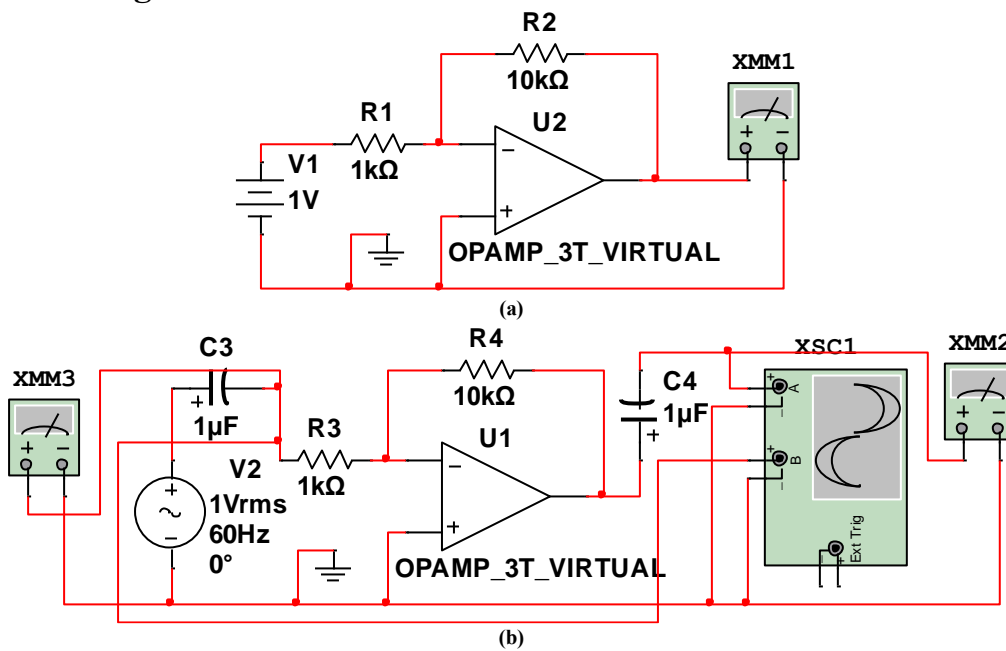 R2
10kΩ
XMM1
R1
1kΩ
U2
V1
1V
OPAMP_3T_VIRTUAL
(a)
C3
1µF
R4
10kΩ
XSC1
XMM2
XMM3
C4
1µF
R3
1kΩ
U1
V2
1Vrms
60Hz
0°
A
B
Ext Trig
OPAMP_3T_VIRTUAL
(b)